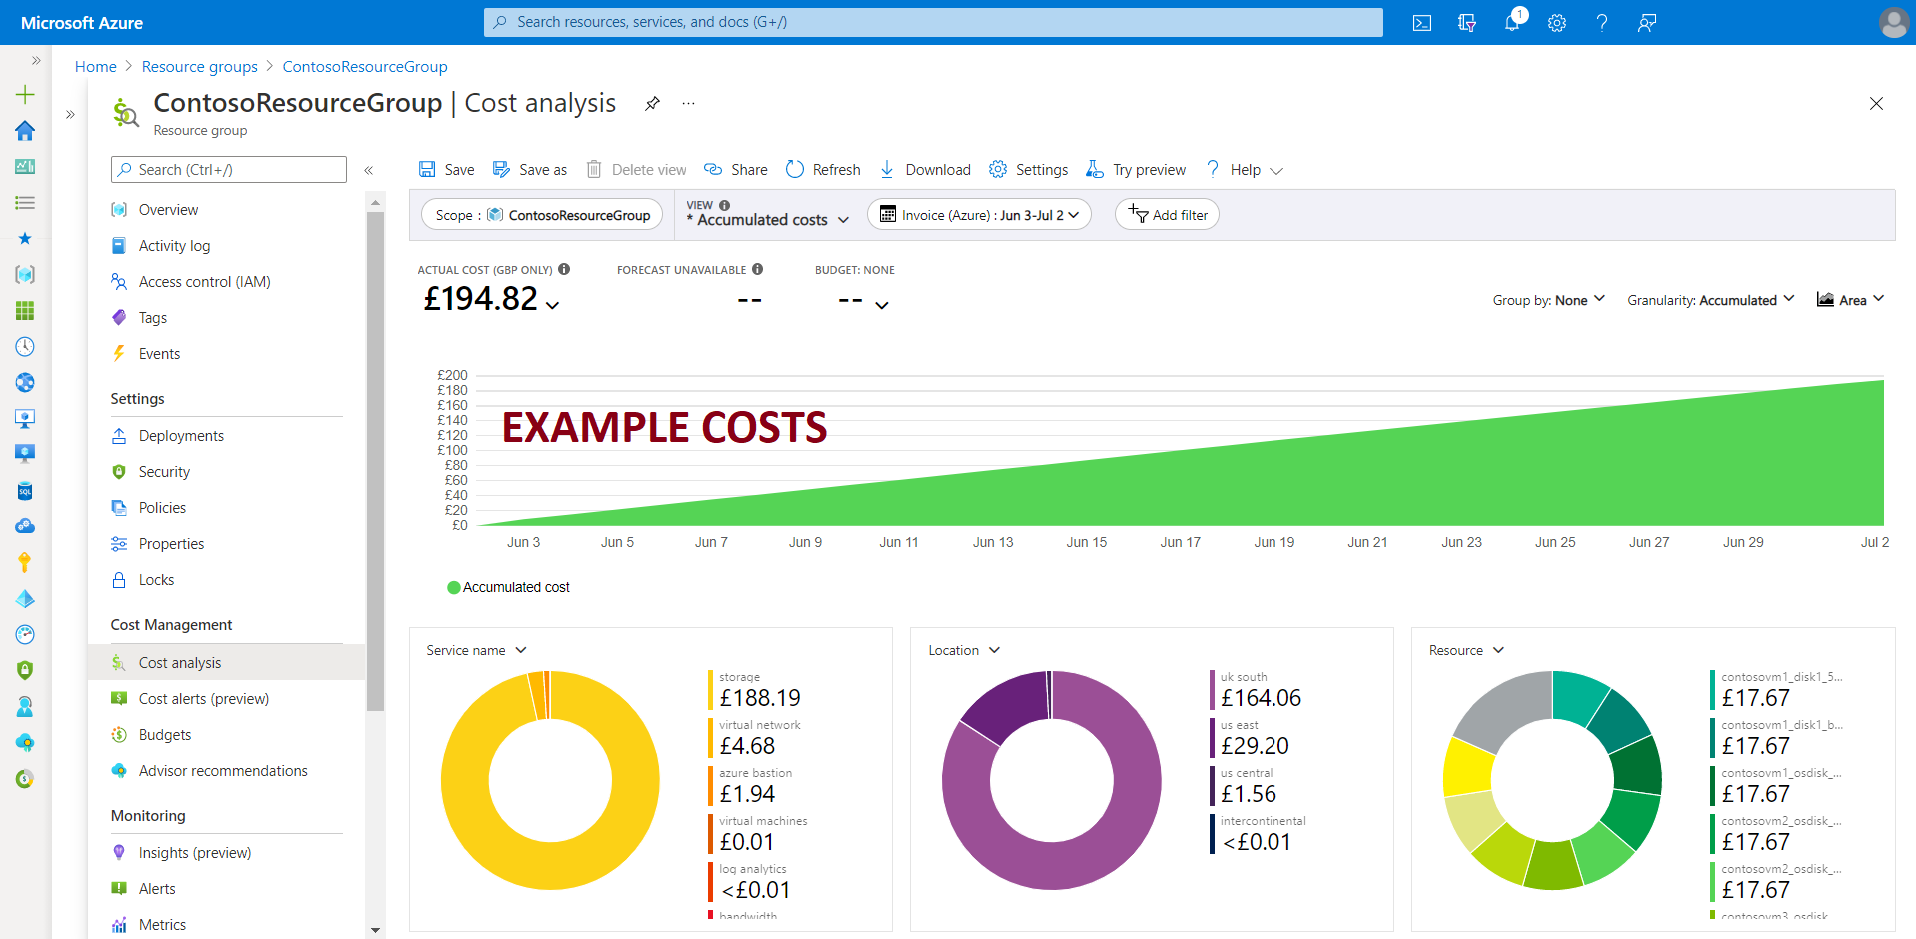 Microsoft Azure
Search resources, services, and docs (G+/)
1
Home > Resource groups > ContosoResourceGroup
ContosoResourceGroup | Cost analysis
Resource group
Search (Ctrl+/)
Overview
Activity log
Access control (IAM)
Tags
Events
Settings
Deployments
Security
Policies
Properties
Locks
Cost Management
Cost analysis
Cost alerts (preview)
Budgets
Advisor recommendations
Monitoring
Insights (preview)
Alerts
Metrics
Save Save as Delete view Share Refresh Download Settings Try preview Help
Scope : ContosoResourceGroup
VIEW
* Accumulated costs
Invoice (Azure) : Jun 3-Jul 2
Add filter
ACTUAL COST (GBP ONLY)
£194.82
FORECAST UNAVAILABLE
--
BUDGET: NONE
--
Group by: None
Granularity: Accumulated
Area
£200
£180
£160
£140
£120
£100
£80
£60
£40
£20
£0
EXAMPLE COSTS
Jun 3 Jun 5 Jun 7 Jun 9 Jun 11 Jun 13 Jun 15 Jun 17 Jun 19 Jun 21 Jun 23 Jun 25 Jun 27 Jun 29 Jul 2
Accumulated cost
Service name
storage
£188.19
virtual network
£4.68
azure bastion
£1.94
virtual machines
£0.01
log analytics
<£0.01
bandwidth
Location
uk south
£164.06
us east
£29.20
us central
£1.56
intercontinental
<£0.01
Resource
contosovm1_disk1_5...
£17.67
contosovm1_disk1_b...
£17.67
contosovm1_osdisk_...
£17.67
contosovm2_osdisk_...
£17.67
contosovm2_osdisk_...
£17.67
contosovm3_osdisk